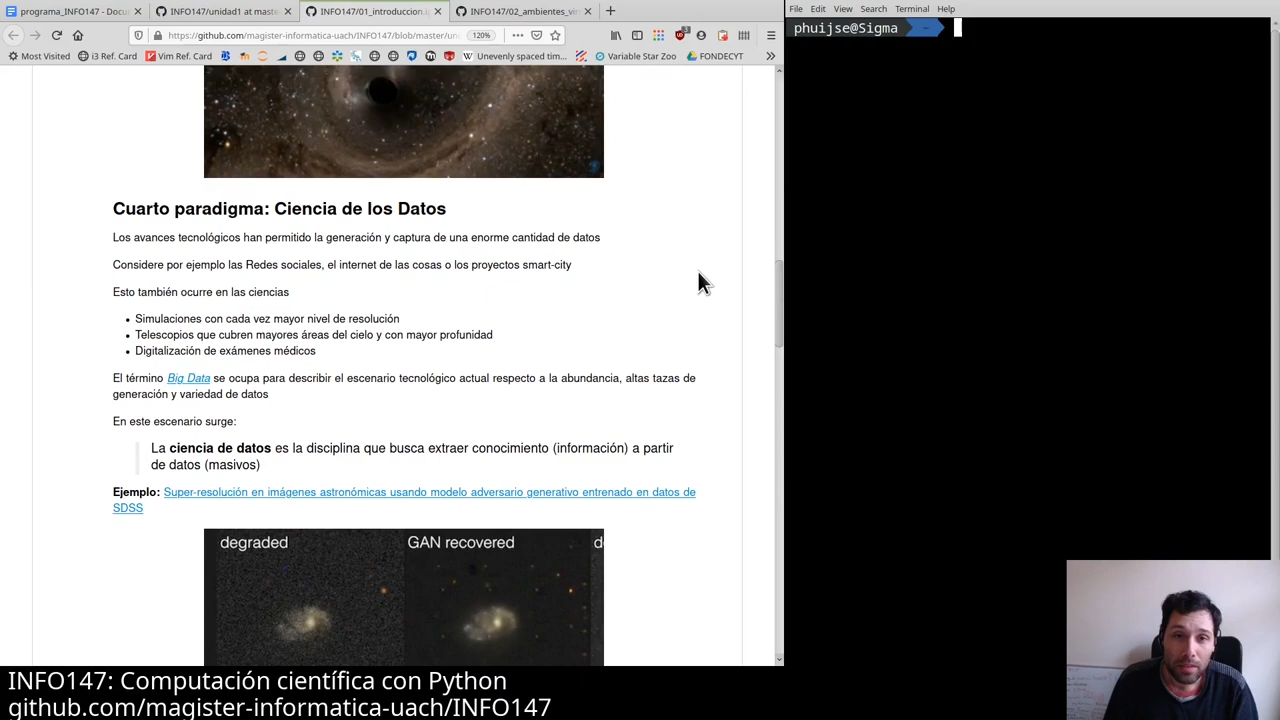 programa_INFO147 - Docu
INFO147/unidad1 at maste
INFO147/01_introduccion.i
INFO147/02_ambientes_vir
File Edit View Search Terminal Help
https://github.com/magister-informatica-uach/INFO147/blob/master/un
120%
Most Visited
i3 Ref. Card
Vim Ref. Card
Unevenly spaced tim...
Variable Star Zoo
FONDECYT
phuijse@Sigma ~
Cuarto paradigma: Ciencia de los Datos
Los avances tecnológicos han permitido la generación y captura de una enorme cantidad de datos
Considere por ejemplo las Redes sociales, el internet de las cosas o los proyectos smart-city
Esto también ocurre en las ciencias
• Simulaciones con cada vez mayor nivel de resolución
• Telescopios que cubren mayores áreas del cielo y con mayor profundidad
• Digitalización de exámenes médicos
El término Big Data se ocupa para describir el escenario tecnológico actual respecto a la abundancia, altas tazas de
generación y variedad de datos
En este escenario surge:
La ciencia de datos es la disciplina que busca extraer conocimiento (información) a partir
de datos (masivos)
Ejemplo: Super-resolución en imágenes astronómicas usando modelo adversario generativo entrenado en datos de
SDSS
degraded
GAN recovered
d
INFO147: Computación científica con Python
github.com/magister-informatica-uach/INFO147